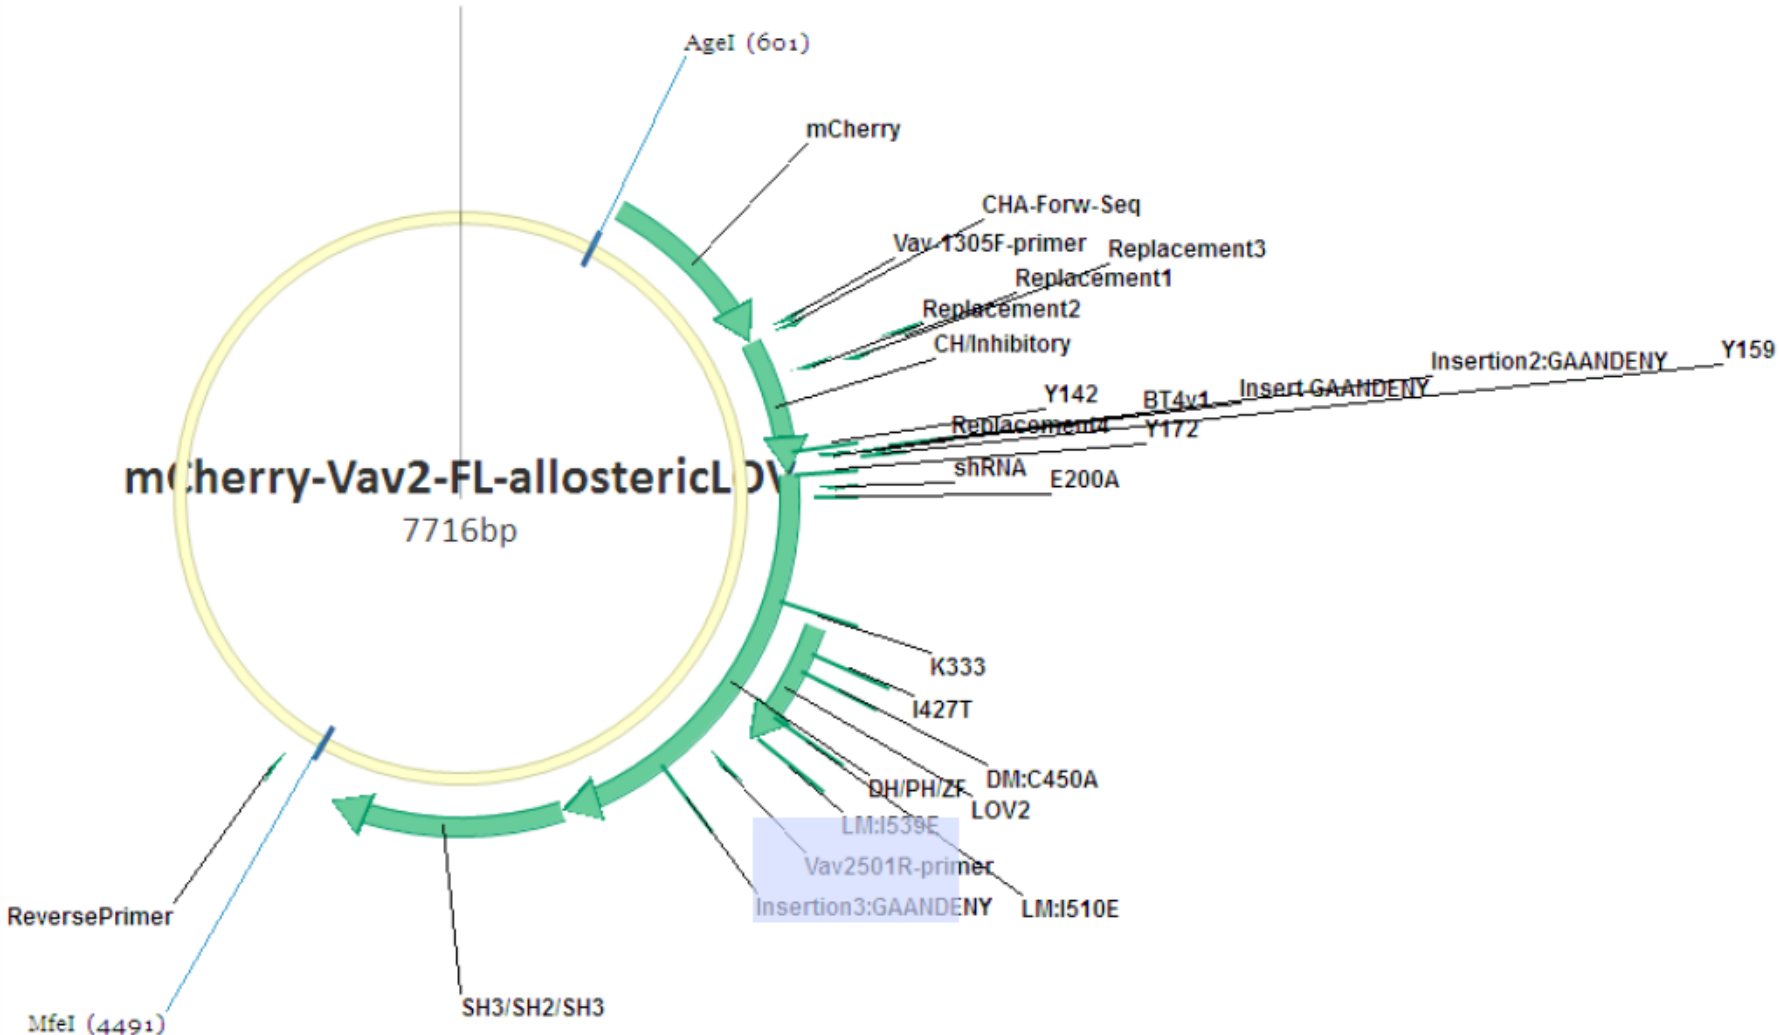 AgeI (601)
mCherry
CHA-Forw-Seq
Vav-1305F-primer
Replacement3
Replacement1
Replacement2
CH/Inhibitory
Y159
Insertion2:GAANDENY
Insert GAANDENY
Y142
BT4v1
Replacement4
Y172
mCherry-Vav2-FL-allostericLOV
shRNA
E200A
7716bp
K333
I427T
DM:C450A
DH/PH/ZF
LOV2
LM:I539E
Vav2501R-primer
Insertion3:GAANDENY
LM:I510E
ReversePrimer
SH3/SH2/SH3
MfeI (4491)